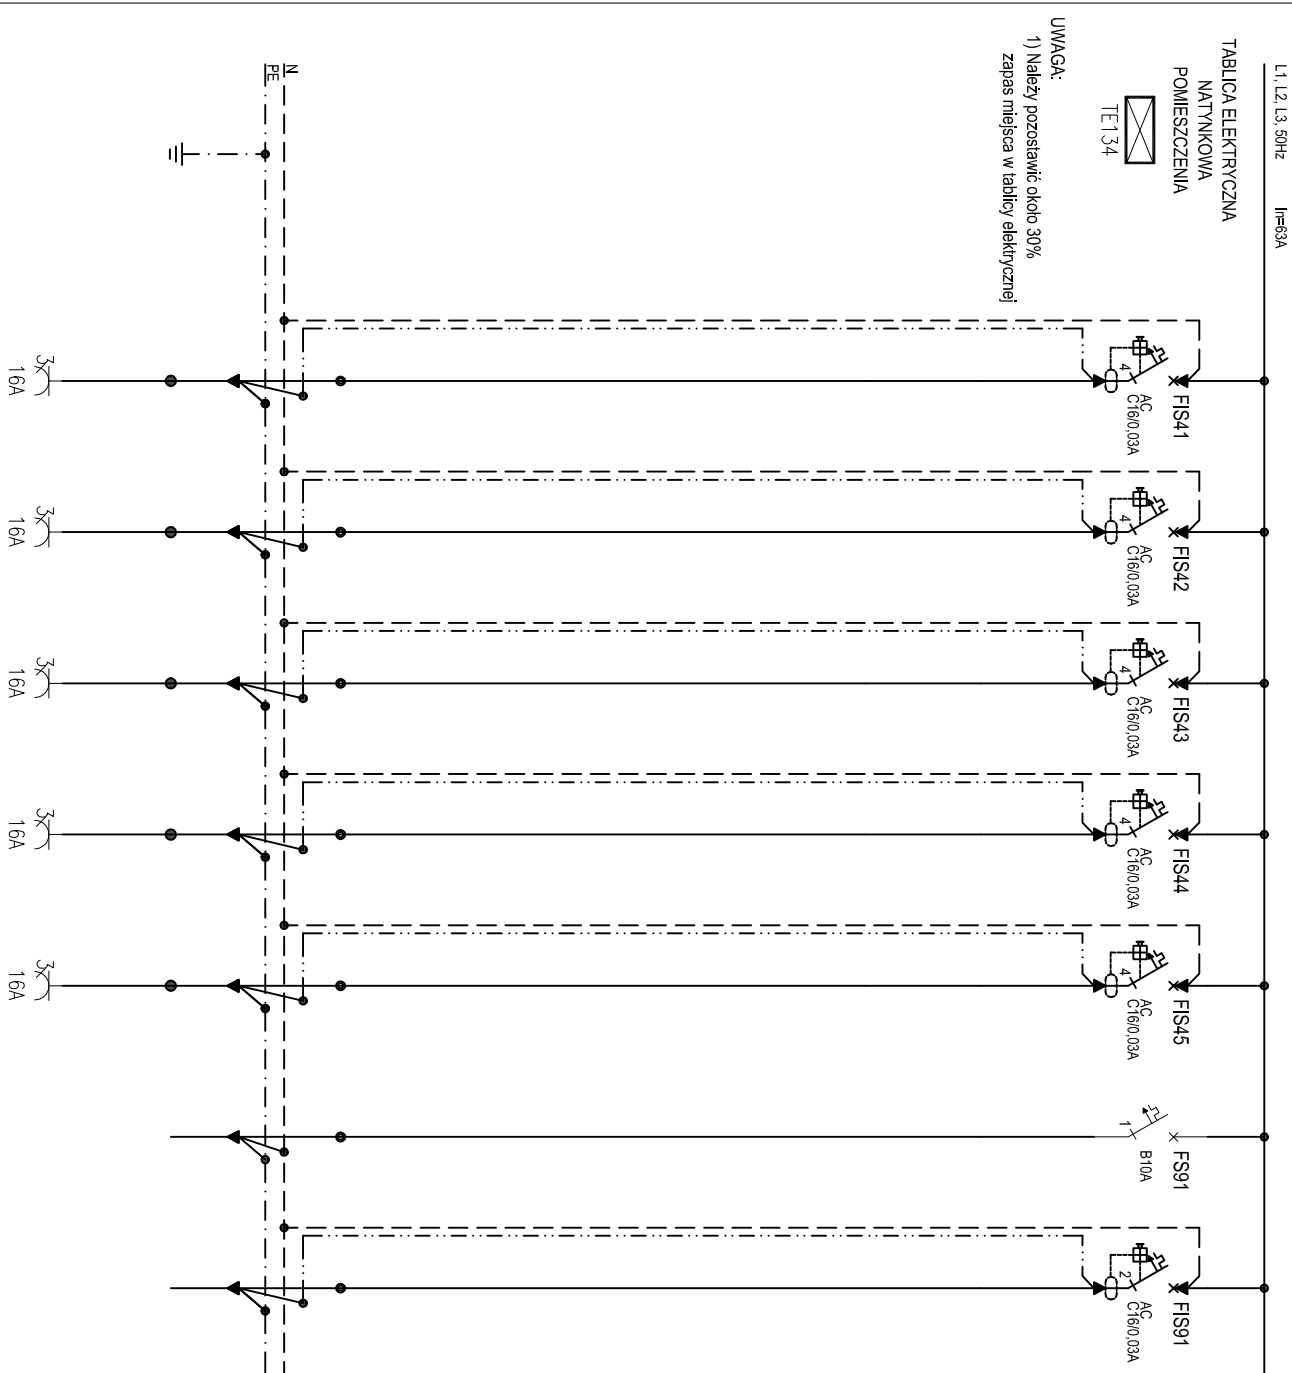 L1, L2, L3, 50Hz In=63A
TABLICA ELEKTRYCZNA
NATYNKOWA
POMIESZCZENIA
TE134
UWAGA:
1) Należy pozostawić około 30%
zapas miejsca w tablicy elektrycznej
N
PE
FIS41
AC
C16/0,03A
4
3
16A
FIS42
AC
C16/0,03A
4
3
16A
FIS43
AC
C16/0,03A
4
3
16A
FIS44
AC
C16/0,03A
4
3
16A
FIS45
AC
C16/0,03A
4
3
16A
FS91
B10A
1
FIS91
AC
C16/0,03A
2